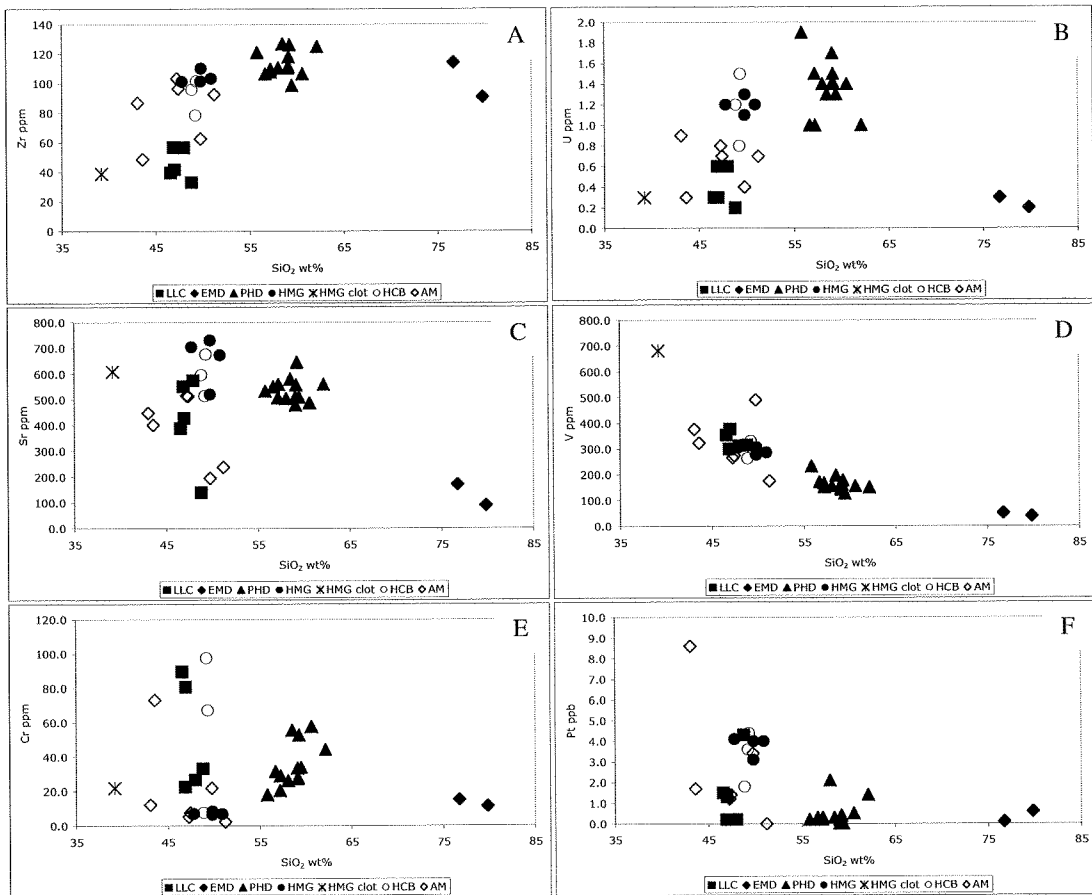 A
140
120
100
80
60
40
20
0
Zr ppm
35 45 55 65 75 85
SiO₂ wt%
■LLC ◆EMD ▲PHD ●HMG ✳HMG clot ○HCB ◇AM
B
2.0
1.8
1.6
1.4
1.2
1.0
0.8
0.6
0.4
0.2
0.0
U ppm
35 45 55 65 75 85
SiO₂ wt%
■LLC ◆EMD ▲PHD ●HMG ✳HMG clot ○HCB ◇AM
C
800.0
700.0
600.0
500.0
400.0
300.0
200.0
100.0
0.0
Sr ppm
35 45 55 65 75 85
SiO₂ wt%
■LLC ◆EMD ▲PHD ●HMG ✳HMG clot ○HCB ◇AM
D
800.0
700.0
600.0
500.0
400.0
300.0
200.0
100.0
0.0
V ppm
35 45 55 65 75 85
SiO₂ wt%
■LLC ◆EMD ▲PHD ●HMG ✳HMG clot ○HCB ◇AM
E
120.0
100.0
80.0
60.0
40.0
20.0
0.0
Cr ppm
35 45 55 65 75 85
SiO₂ wt%
■LLC ◆EMD ▲PHD ●HMG ✳HMG clot ○HCB ◇AM
F
10.0
9.0
8.0
7.0
6.0
5.0
4.0
3.0
2.0
1.0
0.0
Pt ppb
35 45 55 65 75 85
SiO₂ wt%
■LLC ◆EMD ▲PHD ●HMG ✳HMG clot ○HCB ◇AM